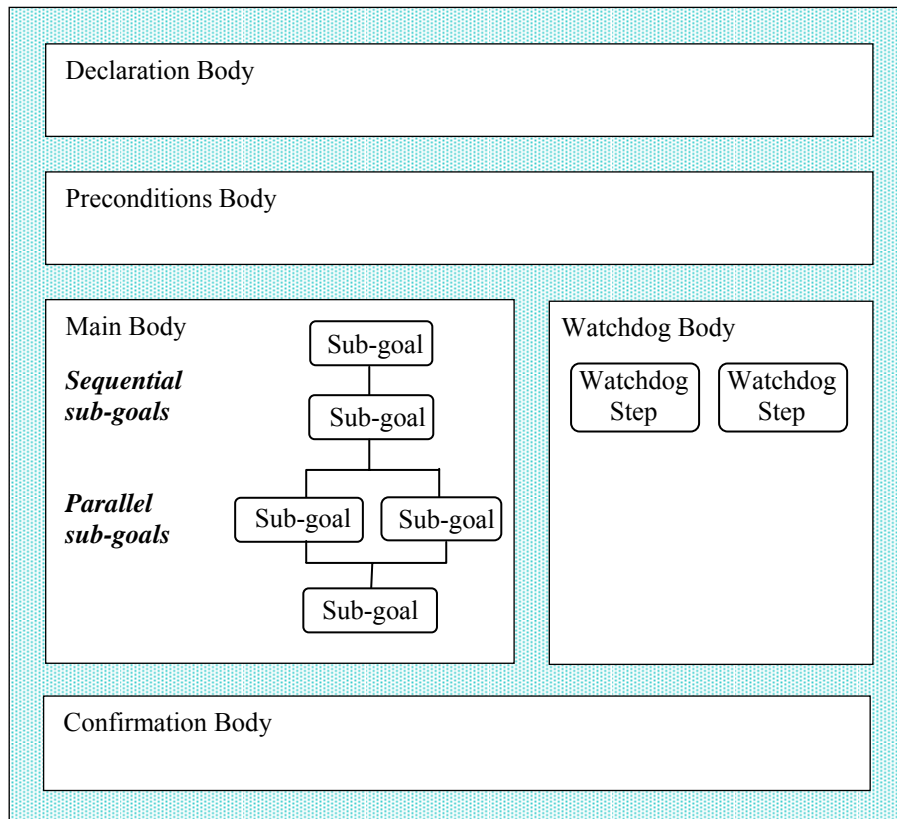 Declaration Body
Preconditions Body
Main Body
Sub-goal
Sequential
sub-goals
Sub-goal
Parallel
sub-goals
Sub-goal
Sub-goal
Sub-goal
Watchdog Body
Watchdog
Step
Watchdog
Step
Confirmation Body